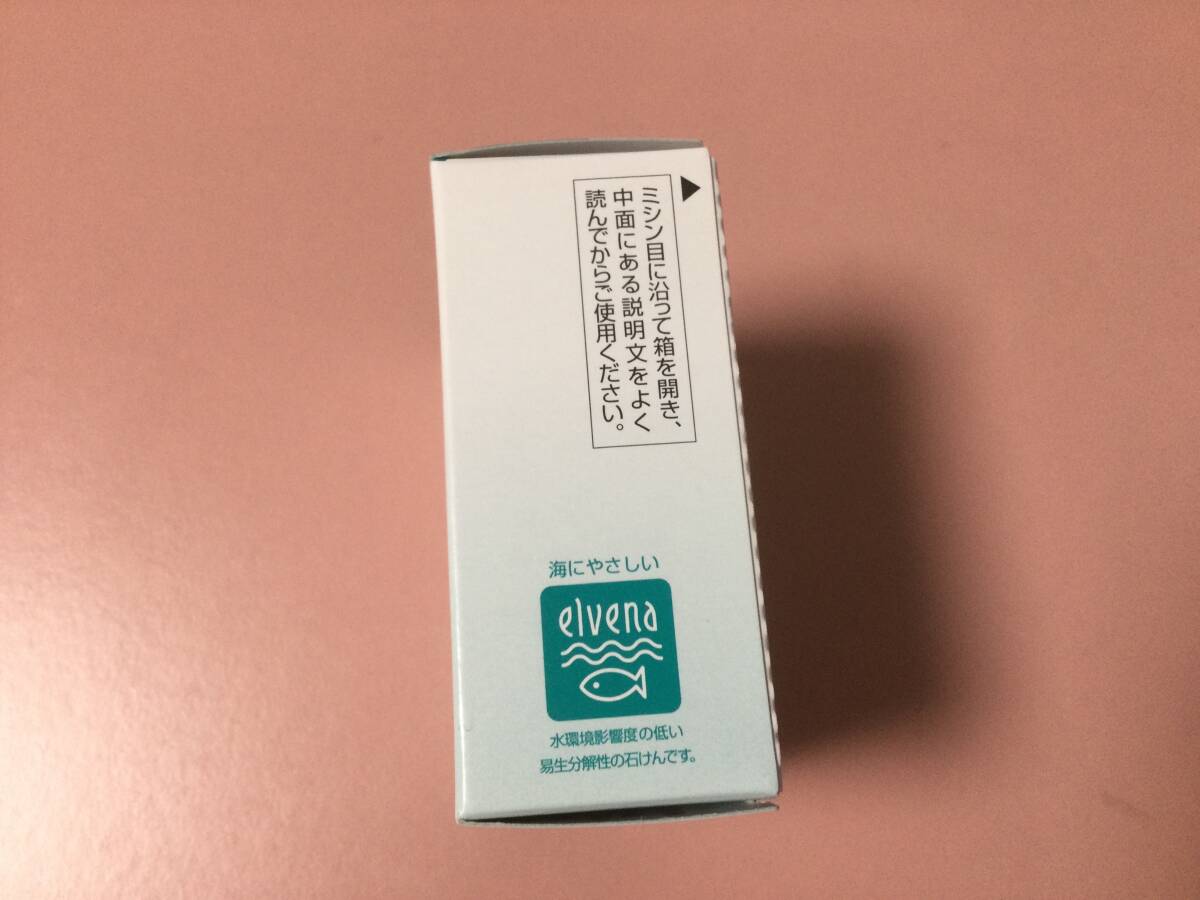 ミシン目に沿って箱を開き、
中面にある説明文をよく
読んでからご使用ください。
海にやさしい
elvena
水環境影響度の低い
易生分解性の石けんです。